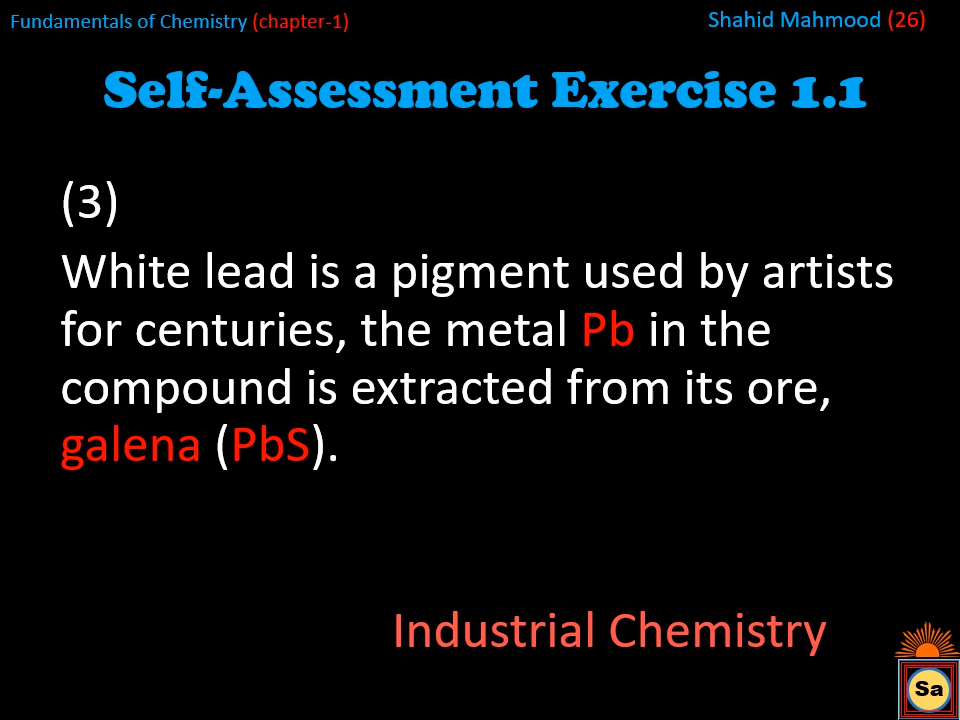 Fundamentals of Chemistry (chapter-1)
Shahid Mahmood (26)
Self-Assessment Exercise 1.1
(3)
White lead is a pigment used by artists
for centuries, the metal Pb in the
compound is extracted from its ore,
galena (PbS).
Industrial Chemistry
Sa